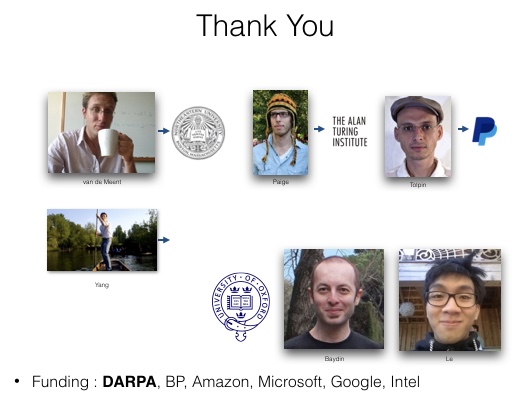 Thank You
THE ALAN
TURING
INSTITUTE
van de Meent
Paige
Tolpin
Yang
UNIVERSITY · OF · OXFORD
Baydin
Le
• Funding : DARPA, BP, Amazon, Microsoft, Google, Intel